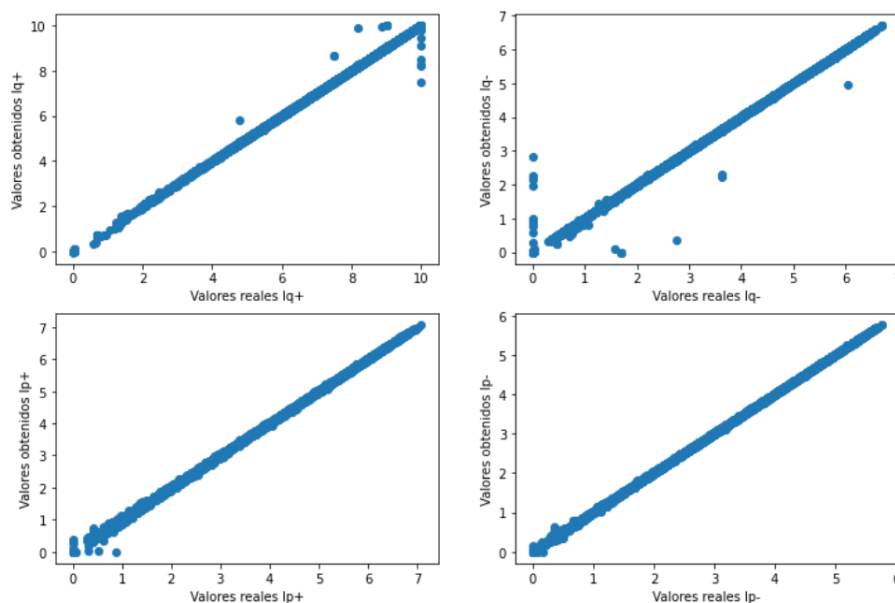 10
8
6
4
2
0
Valores obtenidos Iq+
0 2 4 6 8 10
Valores reales Iq+
7
6
5
4
3
2
1
0
Valores obtenidos Iq-
0 1 2 3 4 5 6
Valores reales Iq-
7
6
5
4
3
2
1
0
Valores obtenidos Ip+
0 1 2 3 4 5 6 7
Valores reales Ip+
6
5
4
3
2
1
0
Valores obtenidos Ip-
0 1 2 3 4 5 6
Valores reales Ip-